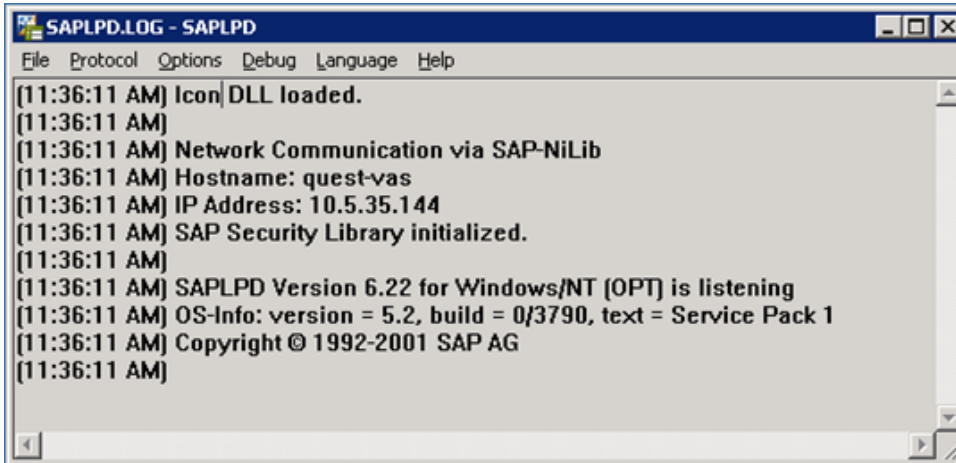 SAPLPD.LOG - SAPLPD
File Protocol Options Debug Language Help
[11:36:11 AM] Icon DLL loaded.
[11:36:11 AM]
[11:36:11 AM] Network Communication via SAP-NiLib
[11:36:11 AM] Hostname: quest-vas
[11:36:11 AM] IP Address: 10.5.35.144
[11:36:11 AM] SAP Security Library initialized.
[11:36:11 AM]
[11:36:11 AM] SAPLPD Version 6.22 for Windows/NT (OPT) is listening
[11:36:11 AM] OS-Info: version = 5.2, build = 0/3790, text = Service Pack 1
[11:36:11 AM] Copyright © 1992-2001 SAP AG
[11:36:11 AM]